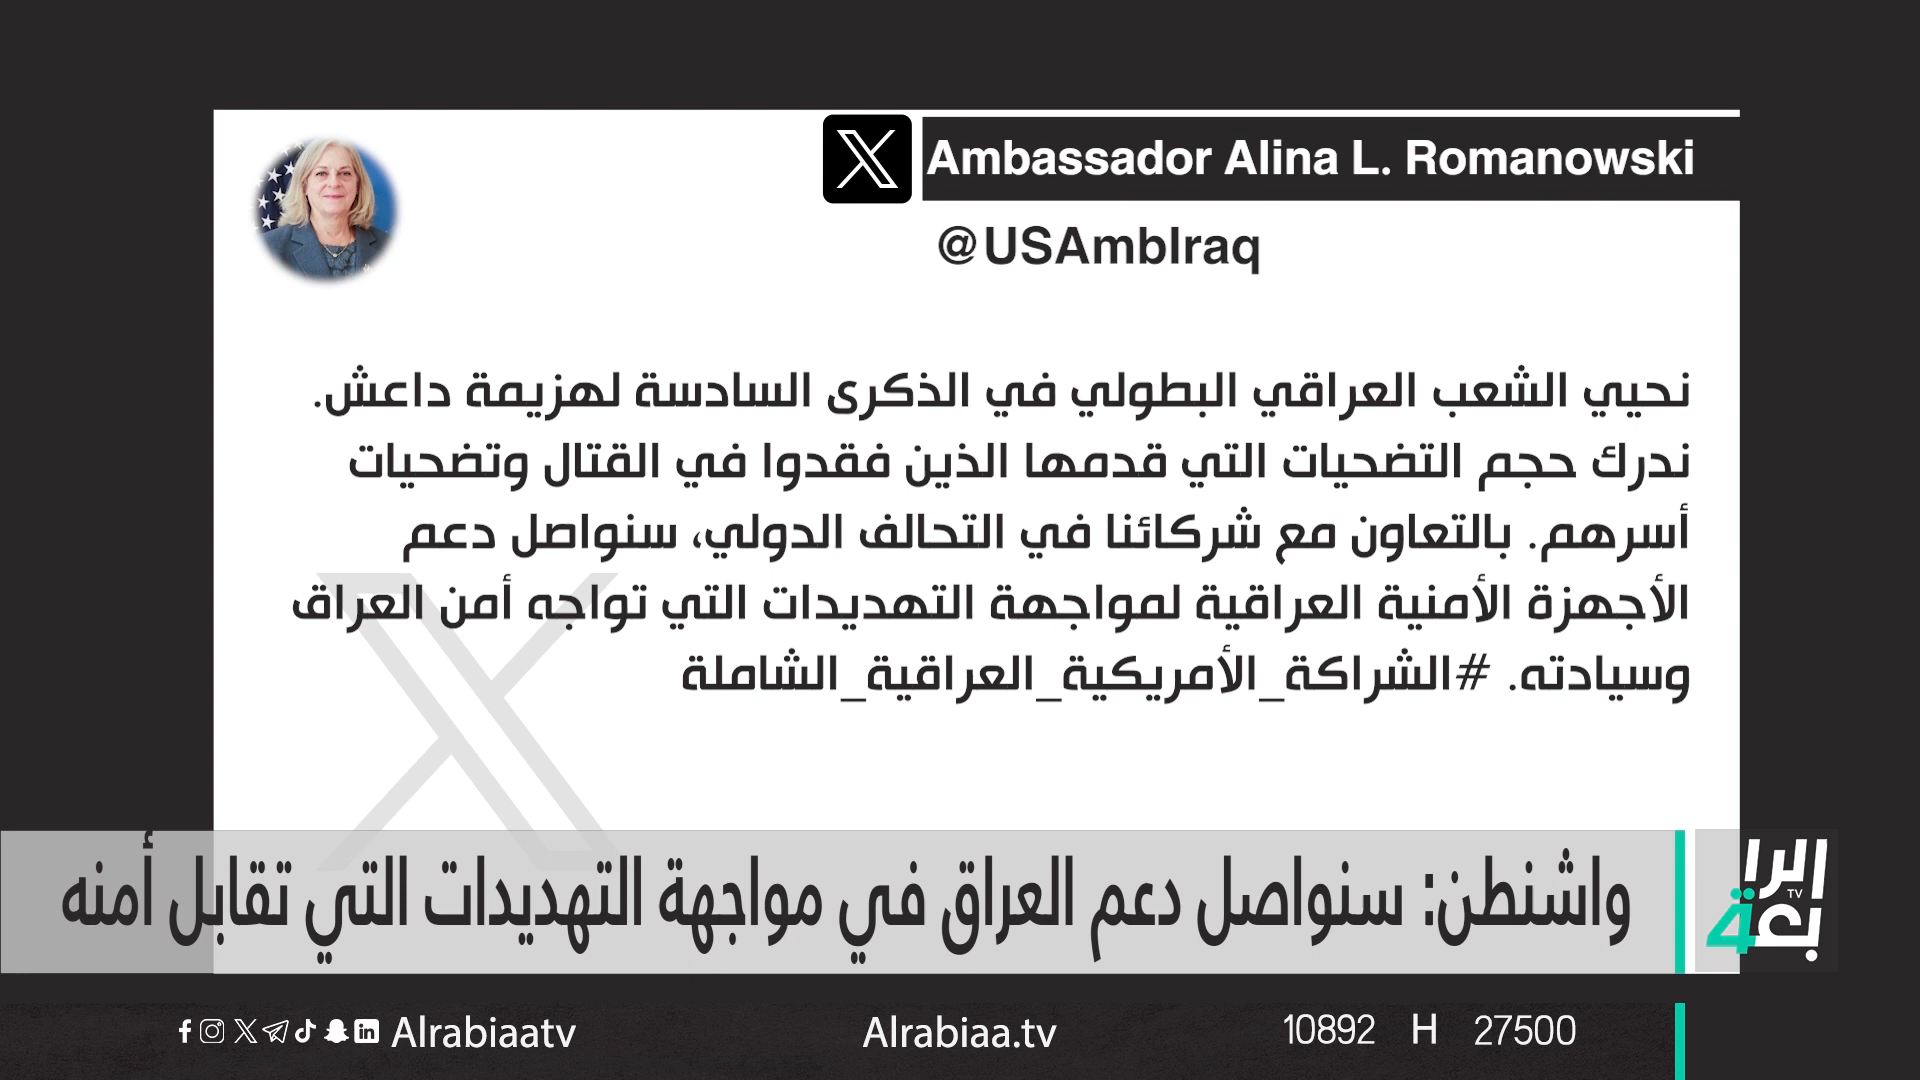 Ambassador Alina L. Romanowski
@USAmbIraq
نحيي الشعب العراقي البطولي في الذكرى السادسة لهزيمة داعش.
ندرك حجم التضحيات التي قدمها الذين فقدوا في القتال وتضحيات
أسرهم. بالتعاون مع شركائنا في التحالف الدولي، سنواصل دعم
الأجهزة الأمنية العراقية لمواجهة التهديدات التي تواجه أمن العراق
وسيادته. #الشراكة_الأمريكية_العراقية_الشاملة
واشنطن: سنواصل دعم العراق في مواجهة التهديدات التي تقابل أمنه
الرا
TV
بعة
4
Alrabiaatv
Alrabiaa.tv
10892 H 27500